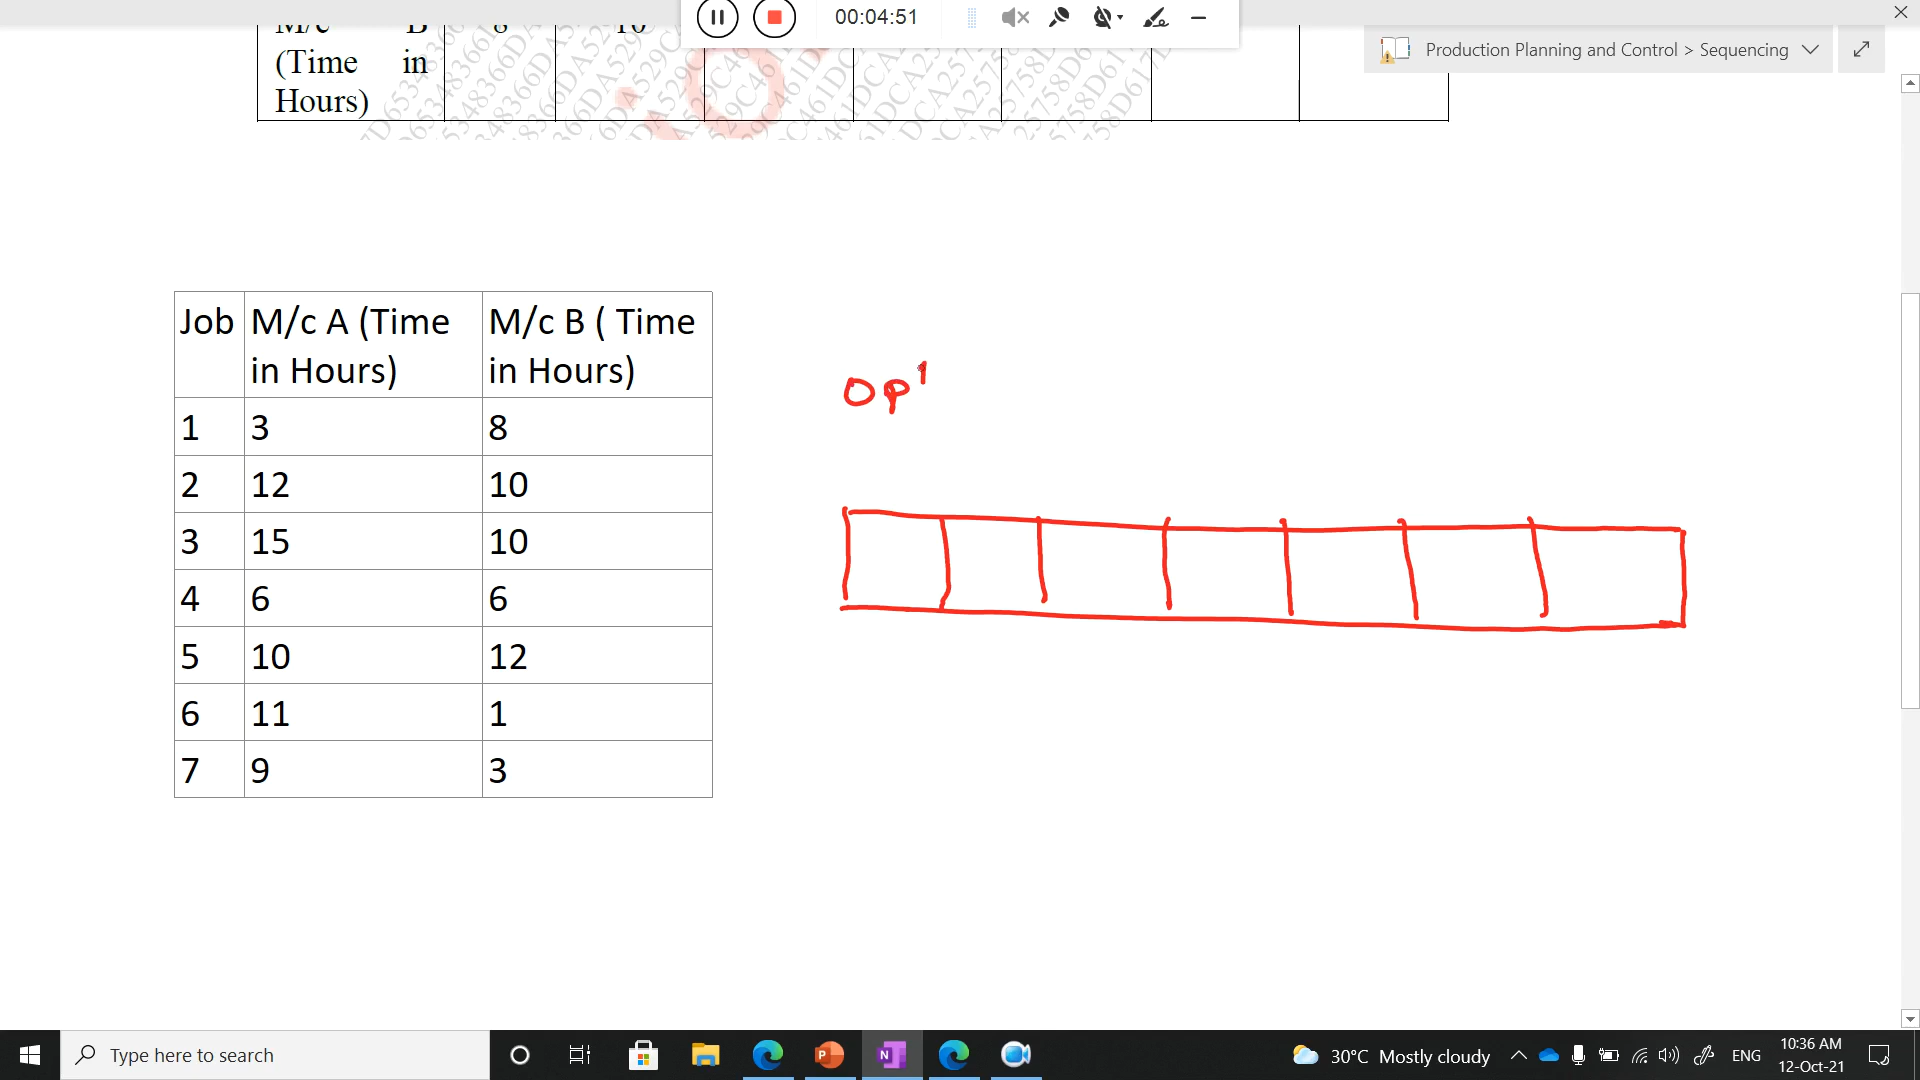 00:04:51
M/c B 8 10
(Time in
Hours)
Production Planning and Control > Sequencing
Job M/c A (Time in Hours) M/c B ( Time in Hours)
1 3 8
2 12 10
3 15 10
4 6 6
5 10 12
6 11 1
7 9 3
Op
Type here to search
30°C Mostly cloudy
ENG
10:36 AM
12-Oct-21